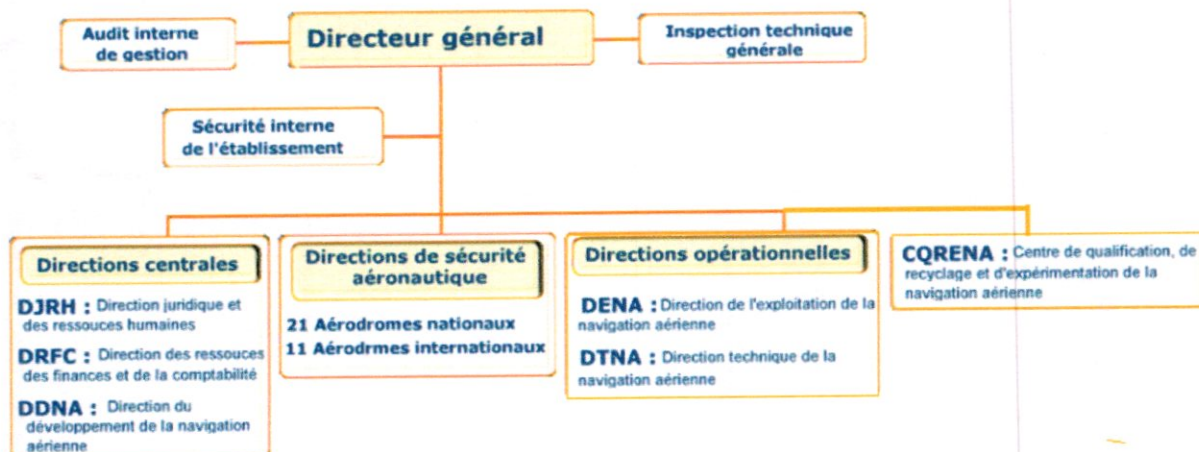 Audit interne
de gestion
Directeur général
Inspection technique
générale
Sécurité interne
de l'établissement
Directions centrales
DJRH : Direction juridique et
des ressouces humaines
DRFC : Direction des ressouces
des finances et de la comptabilité
DDNA : Direction du
développement de la navigation
aérienne
Directions de sécurité
aéronautique
21 Aérodromes nationaux
11 Aérodrmes internationaux
Directions opérationnelles
DENA : Direction de l'exploitation de la
navigation aérienne
DTNA : Direction technique de la
navigation aérienne
CQRENA : Centre de qualification, de
recyclage et d'expérimentation de la
navigation aérienne